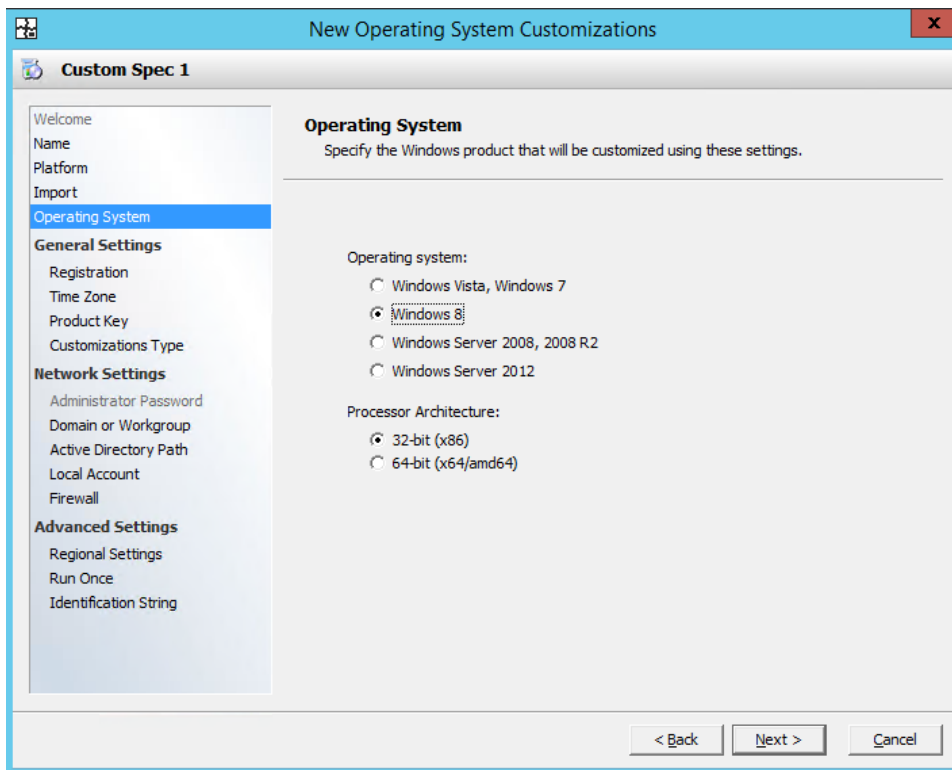 New Operating System Customizations
x
Custom Spec 1
Welcome
Name
Platform
Import
Operating System
General Settings
Registration
Time Zone
Product Key
Customizations Type
Network Settings
Administrator Password
Domain or Workgroup
Active Directory Path
Local Account
Firewall
Advanced Settings
Regional Settings
Run Once
Identification String
Operating System
Specify the Windows product that will be customized using these settings.
Operating system:
Windows Vista, Windows 7
Windows 8
Windows Server 2008, 2008 R2
Windows Server 2012
Processor Architecture:
32-bit (x86)
64-bit (x64/amd64)
< Back
Next >
Cancel